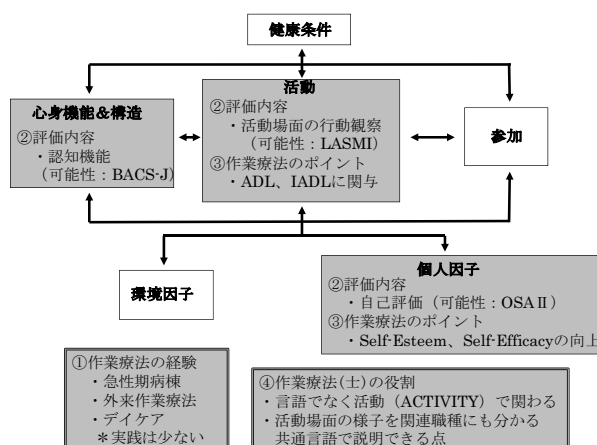 健康条件
心身機能&構造
②評価内容
・認知機能
(可能性:BACS-J)
活動
②評価内容
・活動場面の行動観察
(可能性:LASMI)
③作業療法のポイント
・ADL、IADLに関与
参加
環境因子
個人因子
②評価内容
・自己評価(可能性:OSAⅡ)
③作業療法のポイント
・Self-Esteem、Self-Efficacyの向上
①作業療法の経験
・急性期病棟
・外来作業療法
・デイケア
*実践は少ない
④作業療法(士)の役割
・言語でなく活動(ACTIVITY)で関わる
・活動場面の様子を関連職種にも分かる
共通言語で説明できる点